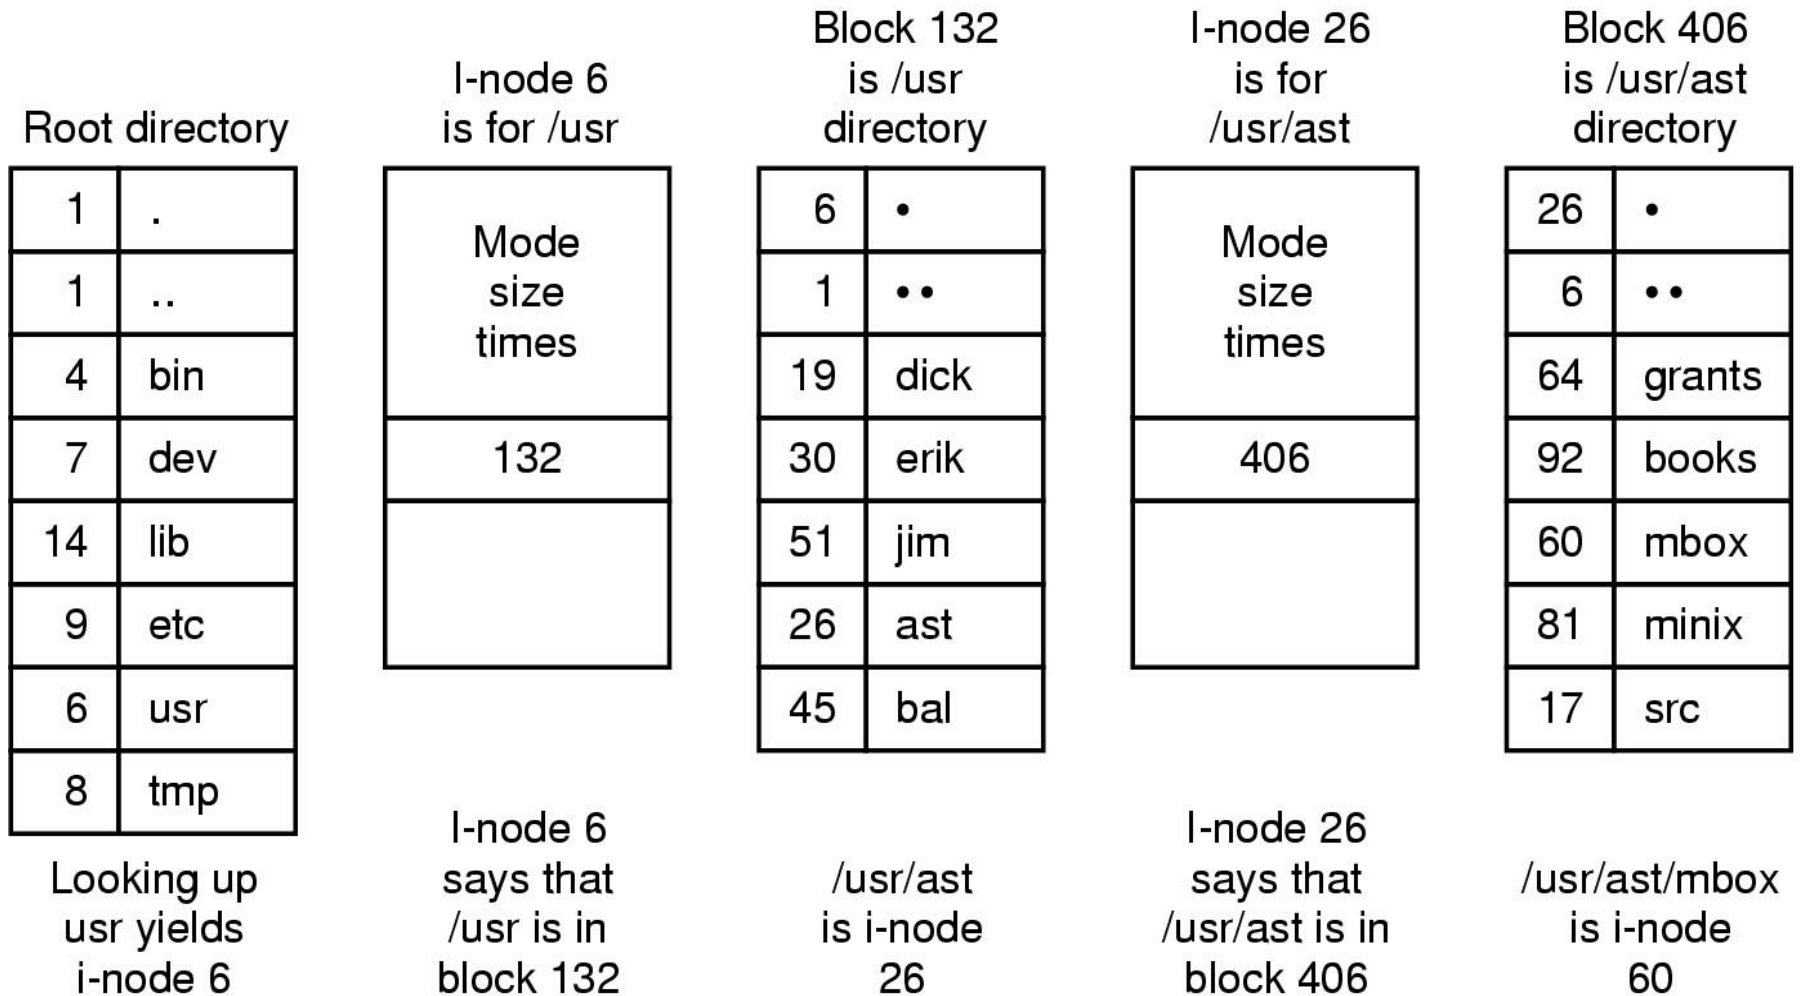 Root directory
1 .
1 ..
4 bin
7 dev
14 lib
9 etc
6 usr
8 tmp
Looking up
usr yields
i-node 6
I-node 6
is for /usr
Mode
size
times
132
I-node 6
says that
/usr is in
block 132
Block 132
is /usr
directory
6 •
1 ••
19 dick
30 erik
51 jim
26 ast
45 bal
/usr/ast
is i-node
26
I-node 26
is for
/usr/ast
Mode
size
times
406
I-node 26
says that
/usr/ast is in
block 406
Block 406
is /usr/ast
directory
26 •
6 ••
64 grants
92 books
60 mbox
81 minix
17 src
/usr/ast/mbox
is i-node
60